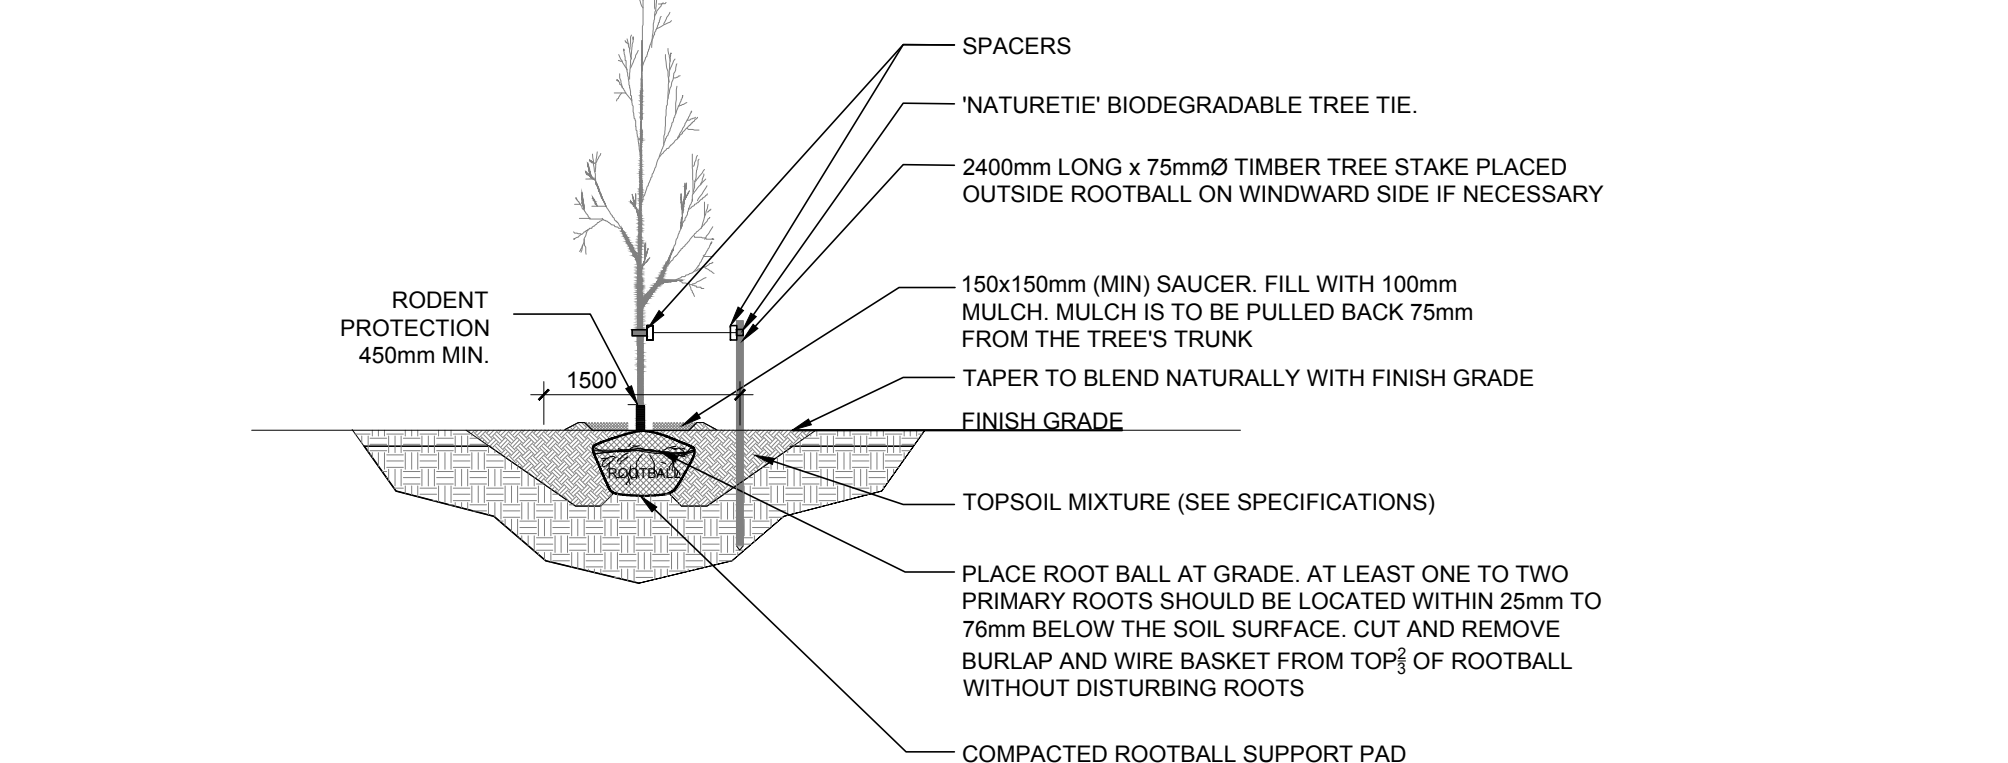 SPACERS
'NATURETIE' BIODEGRADABLE TREE TIE.
2400mm LONG x 75mmØ TIMBER TREE STAKE PLACED
OUTSIDE ROOTBALL ON WINDWARD SIDE IF NECESSARY
150x150mm (MIN) SAUCER. FILL WITH 100mm
MULCH. MULCH IS TO BE PULLED BACK 75mm
FROM THE TREE'S TRUNK
RODENT
PROTECTION
450mm MIN.
1500
TAPER TO BLEND NATURALLY WITH FINISH GRADE
FINISH GRADE
ROOTBALL
TOPSOIL MIXTURE (SEE SPECIFICATIONS)
PLACE ROOT BALL AT GRADE. AT LEAST ONE TO TWO
PRIMARY ROOTS SHOULD BE LOCATED WITHIN 25mm TO
76mm BELOW THE SOIL SURFACE. CUT AND REMOVE
BURLAP AND WIRE BASKET FROM TOP 2/3 OF ROOTBALL
WITHOUT DISTURBING ROOTS
COMPACTED ROOTBALL SUPPORT PAD